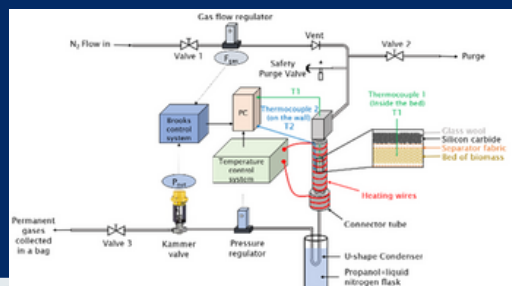 Gas flow regulator
N₂ Flow in
Vent
Valve 2
Valve 1
Purge
Safety
Purge Valve
Fgas
T1
Thermocouple 1
(inside the bed)
T1
PC
Thermocouple 2
(on the wall)
T2
Brooks
control
system
Glass wool
Silicon carbide
Separator fabric
Bed of biomass
Temperature
control
system
Heating wires
Connector tube
Permanent
gases
collected
in a bag
Valve 3
Kammer
valve
Pressure
regulator
U-shape Condenser
Propanol+liquid
nitrogen flask